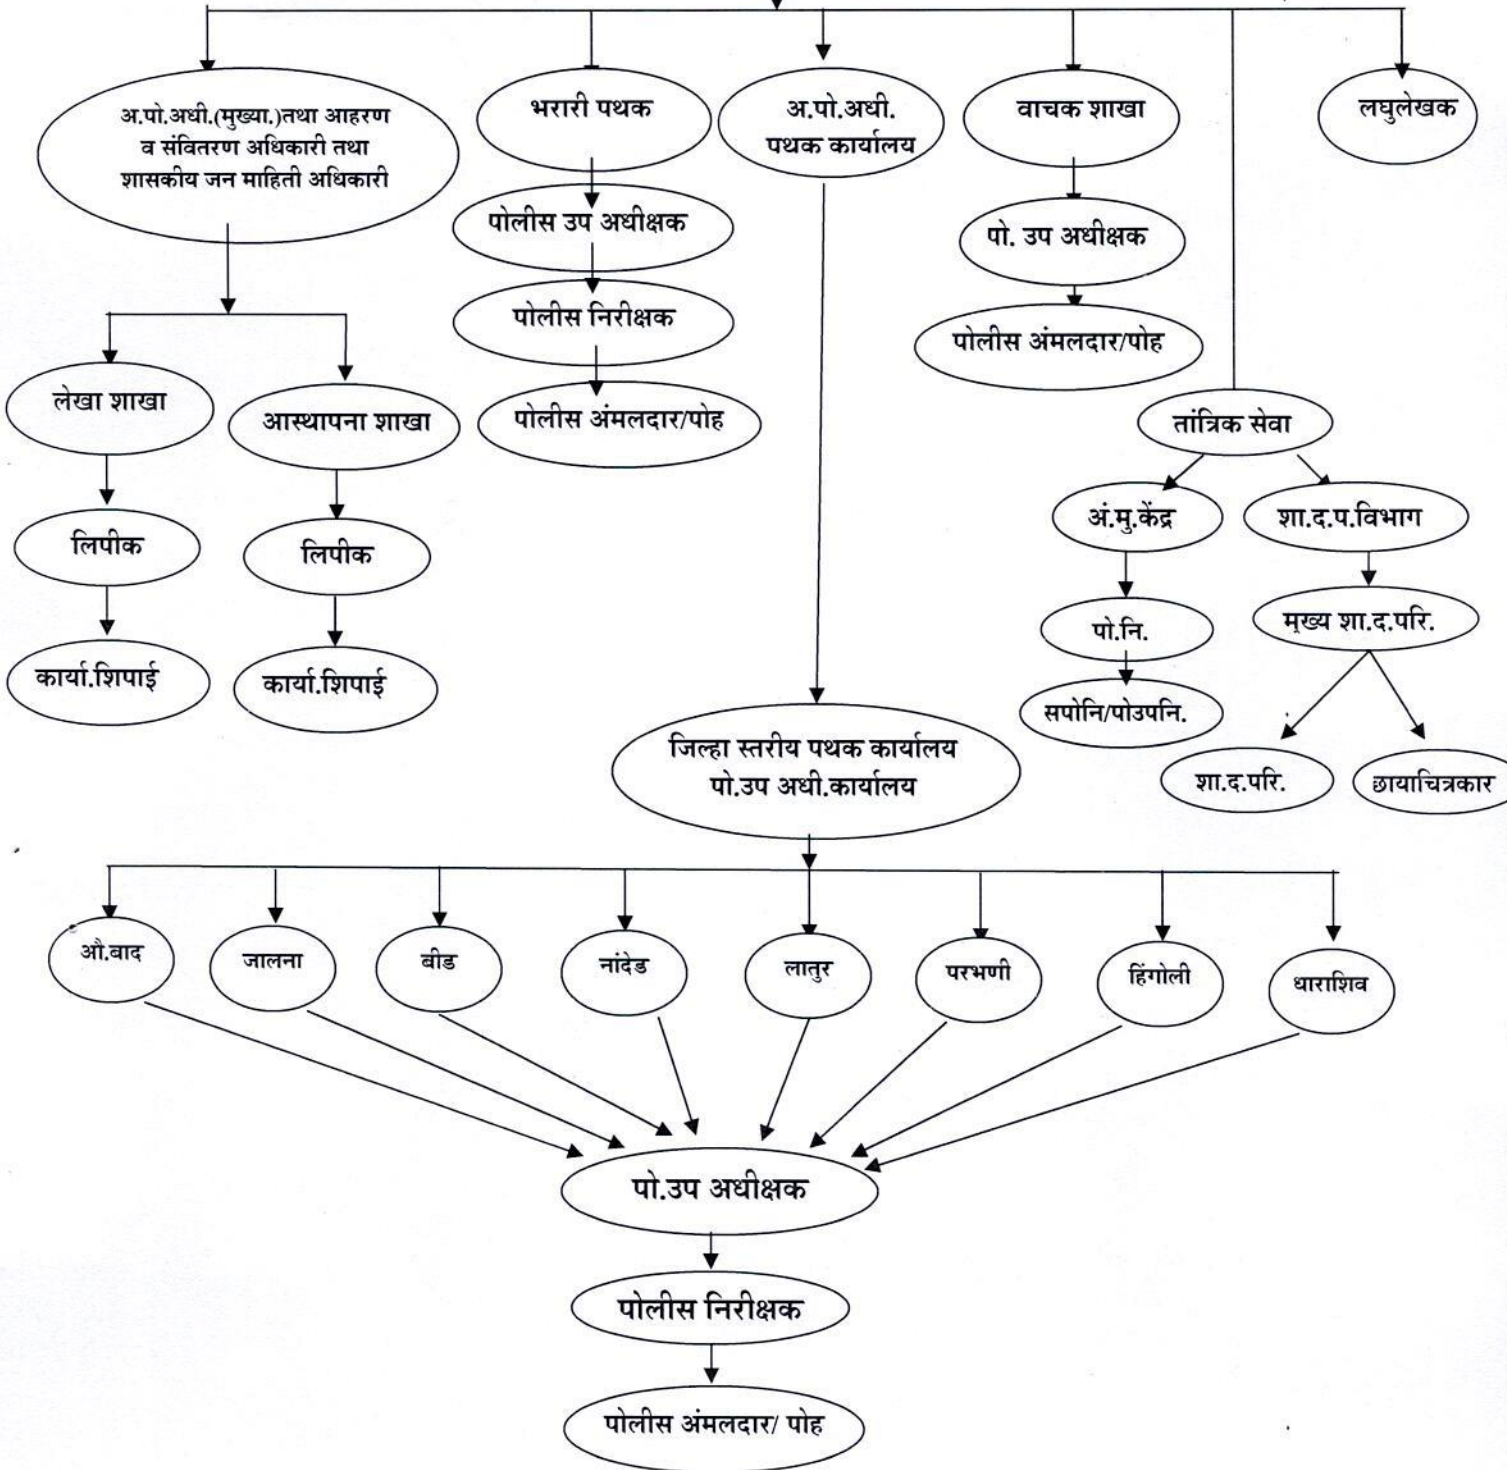 अ.पो.अधी.(मुख्या.)तथा आहरण
व संवितरण अधिकारी तथा
शासकीय जन माहिती अधिकारी
भरारी पथक
अ.पो.अधी.
पथक कार्यालय
वाचक शाखा
लघुलेखक
पोलीस उप अधीक्षक
पो. उप अधीक्षक
पोलीस निरीक्षक
पोलीस अंमलदार/पोह
लेखा शाखा
आस्थापना शाखा
पोलीस अंमलदार/पोह
तांत्रिक सेवा
लिपीक
लिपीक
अं.मु.केंद्र
शा.द.प.विभाग
पो.नि.
मुख्य शा.द.परि.
कार्या.शिपाई
कार्या.शिपाई
सपोनि/पोउपनि.
जिल्हा स्तरीय पथक कार्यालय
पो.उप अधी.कार्यालय
शा.द.परि.
छायाचित्रकार
औ.बाद
जालना
बीड
नांदेड
लातुर
परभणी
हिंगोली
धाराशिव
पो.उप अधीक्षक
पोलीस निरीक्षक
पोलीस अंमलदार/ पोह